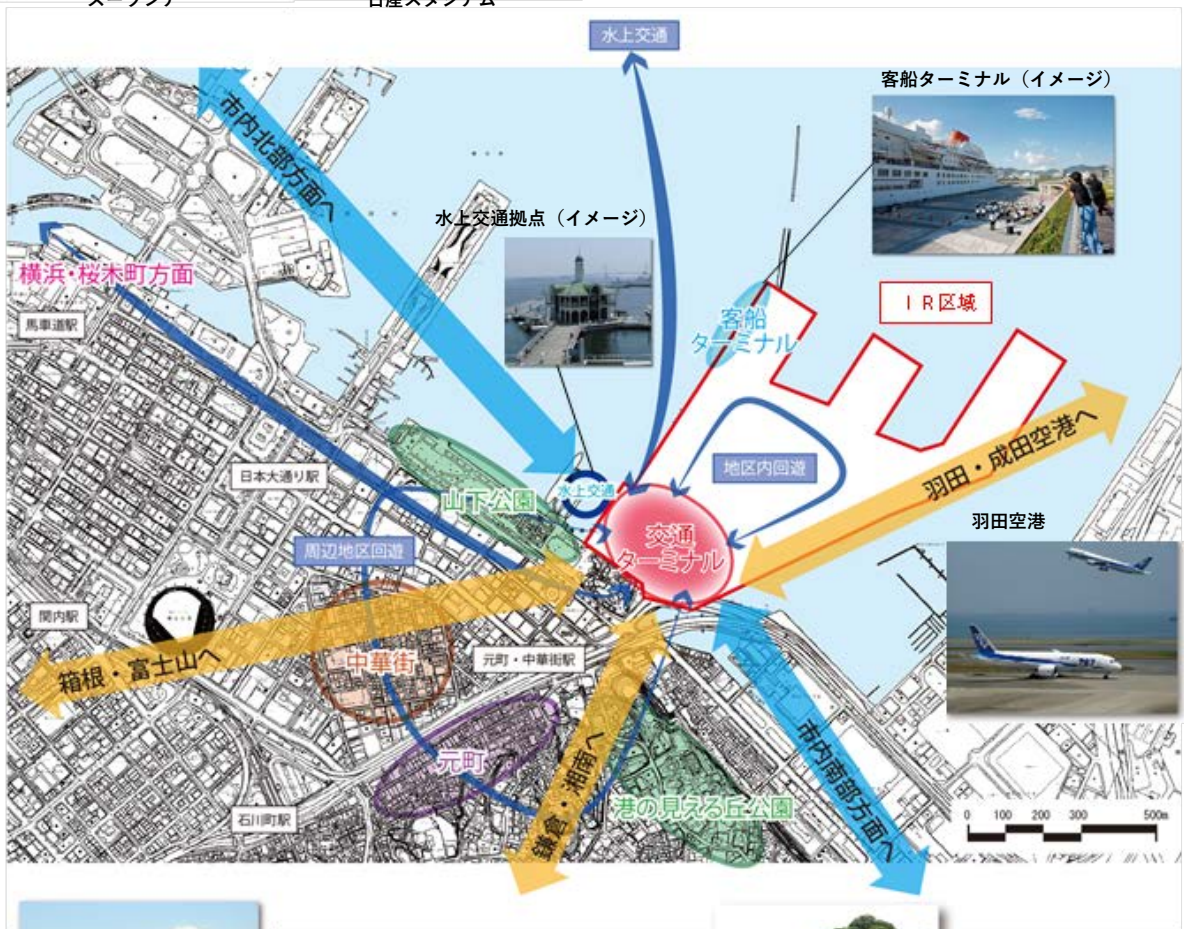 日産スタジアム
水上交通
客船ターミナル（イメージ）
市内北部方面へ
水上交通拠点（イメージ）
横浜・桜木町方面
馬車道駅
客船
ターミナル
ＩＲ区域
日本大通り駅
山下公園
水上交通
地区内回遊
羽田・成田空港へ
羽田空港
交通
ターミナル
周辺地区回遊
関内駅
箱根・富士山へ
中華街
元町・中華街駅
元町
鎌倉・湘南へ
港の見える丘公園
市内南部方面へ
石川町駅
0 100 200 300 500m